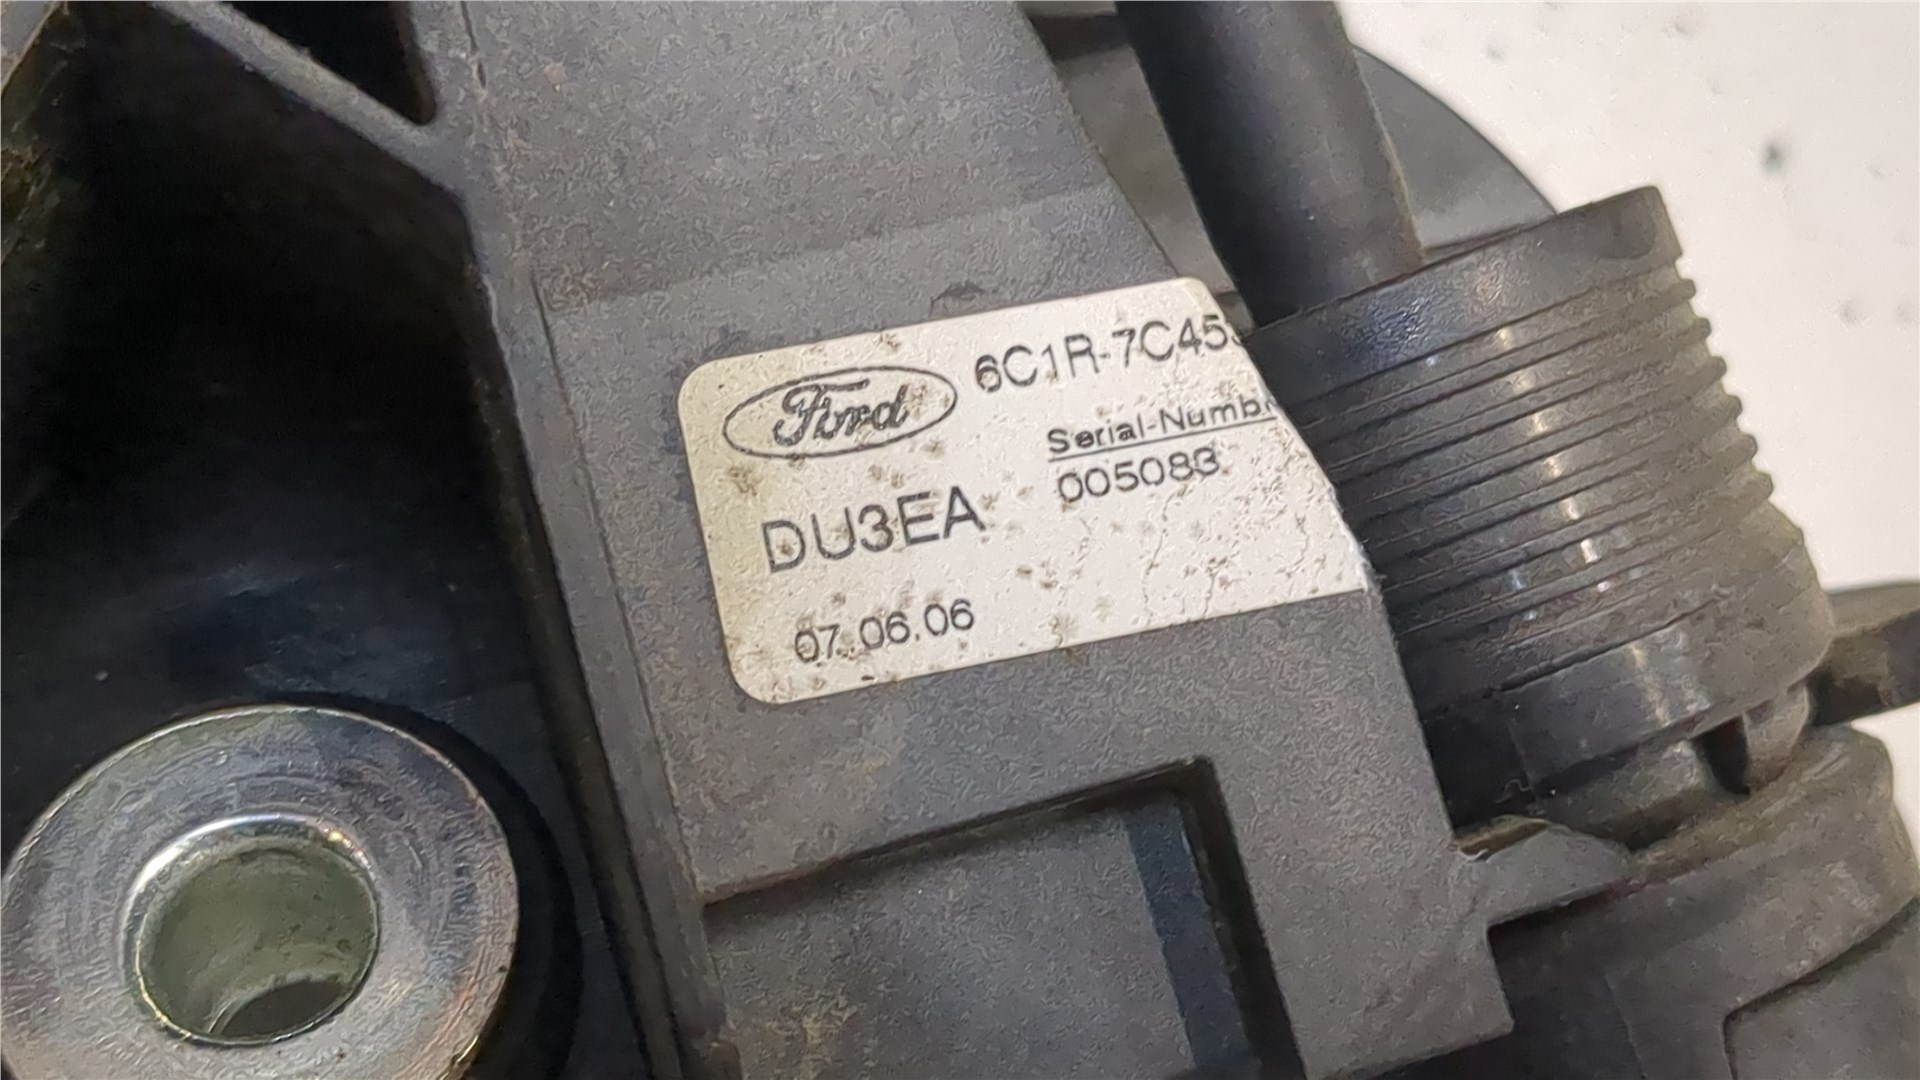 Ford
6C1R-7C45
Serial-Numb
005083
DU3EA
07.06.06